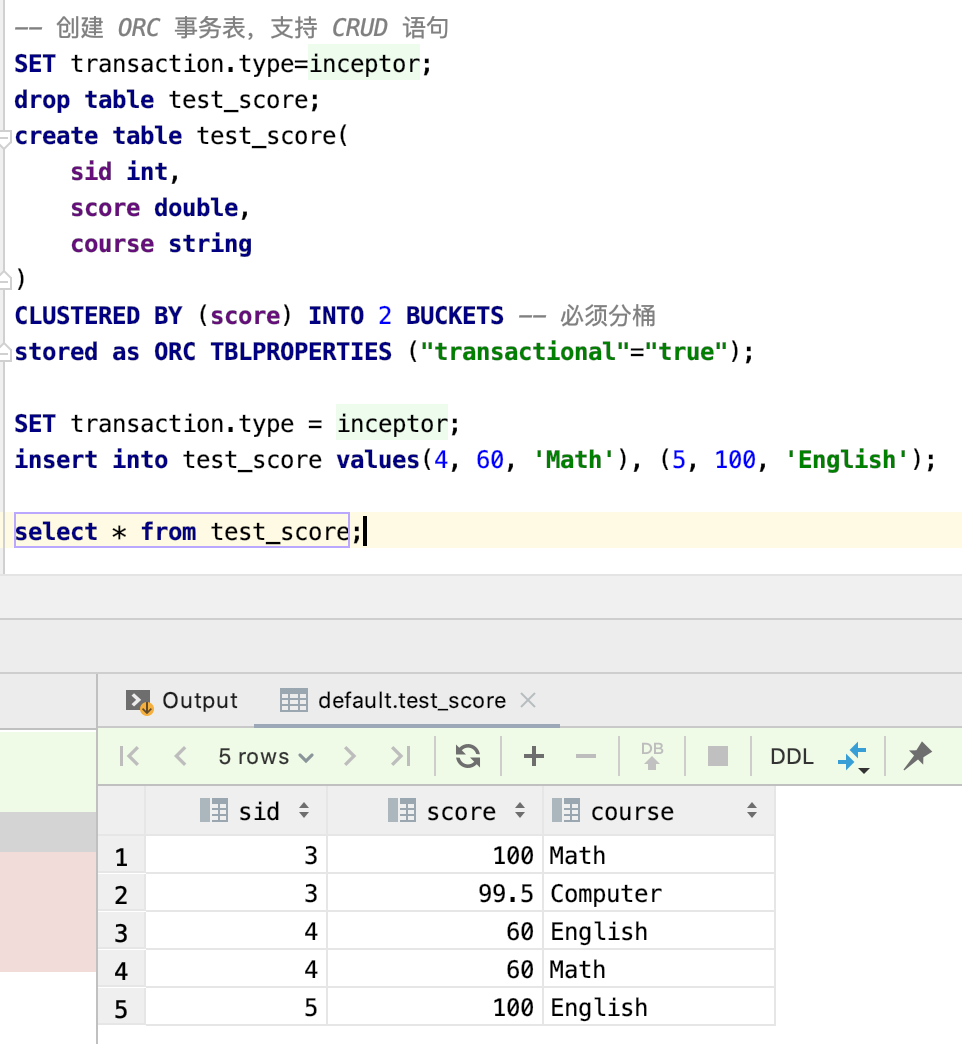 -- 创建 ORC 事务表，支持 CRUD 语句
SET transaction.type=inceptor;
drop table test_score;
create table test_score(
    sid int,
    score double,
    course string
)
CLUSTERED BY (score) INTO 2 BUCKETS -- 必须分桶
stored as ORC TBLPROPERTIES ("transactional"="true");
SET transaction.type = inceptor;
insert into test_score values(4, 60, 'Math'), (5, 100, 'English');
select * from test_score;
Output default.test_score
5 rows DB DDL
sid score course
1 3 100 Math
2 3 99.5 Computer
3 4 60 English
4 4 60 Math
5 5 100 English